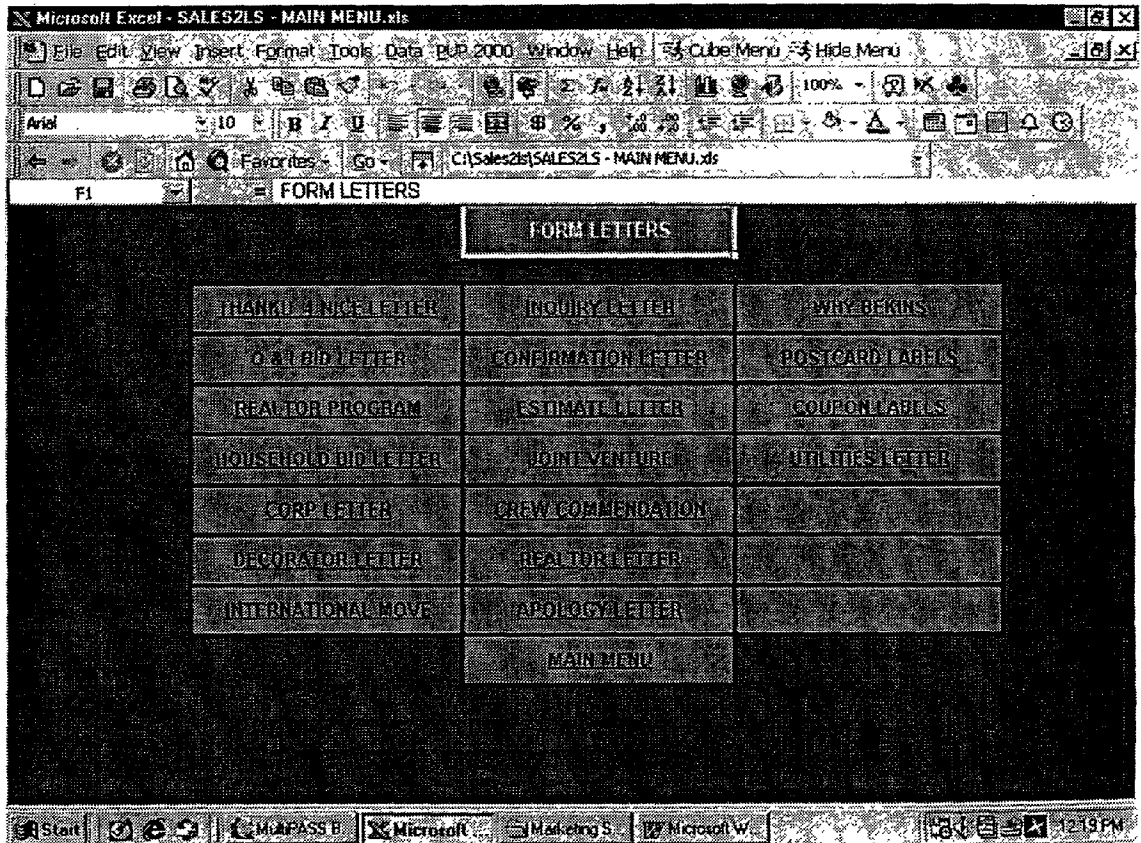 Microsoft Excel - SALES2LS - MAIN MENU.xls
File Edit View Insert Format Tools Data PUP 2000 Window Help Cube Menu Hide Menu
100%
Arial 10 B I U $ % ,
Favorites Go C:\Sales2ls\SALES2LS - MAIN MENU.xls
F1 = FORM LETTERS
FORM LETTERS
THANKU 4 NICE LETTER INQUIRY LETTER WHY BEKINS
O & I BID LETTER CONFIRMATION LETTER POSTCARD LABELS
REALTOR PROGRAM ESTIMATE LETTER COUPON LABELS
HOUSEHOLD BID LETTER JOINT VENTURE UTILITIES LETTER
CORP LETTER CREW COMMENDATION
DECORATOR LETTER REALTOR LETTER
INTERNATIONAL MOVE APOLOGY LETTER
MAIN MENU
Start MultiPASS B... Microsoft ... Marketing S... Microsoft W... 12:19 PM